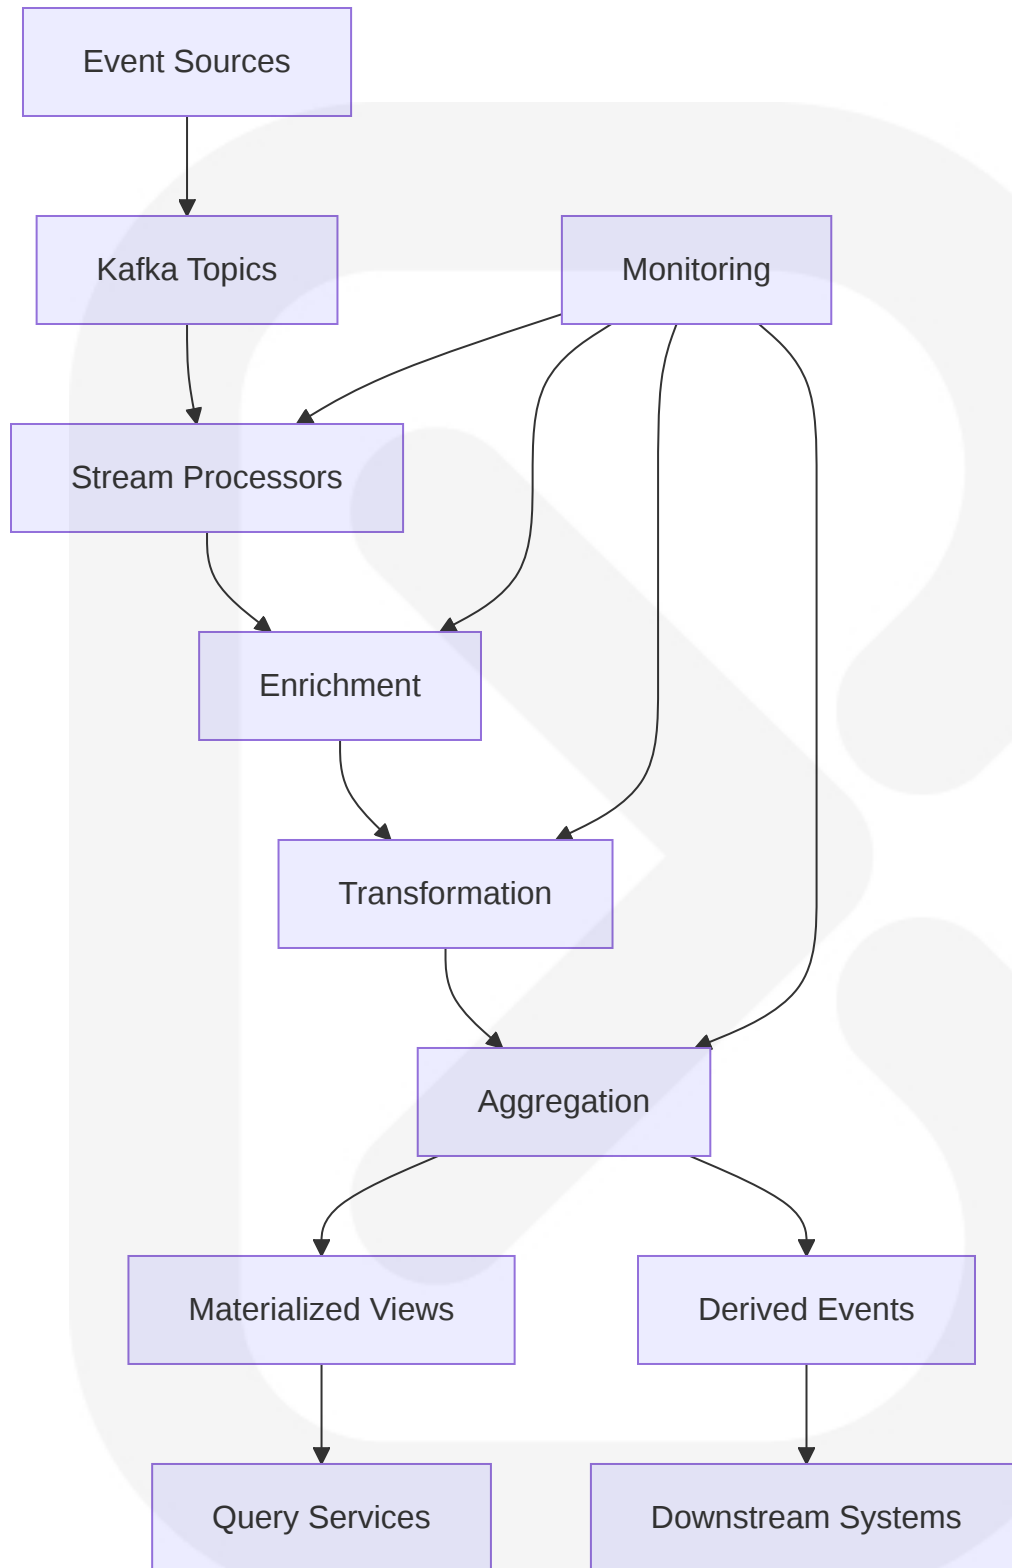 Event Sources
Kafka Topics
Monitoring
Stream Processors
Enrichment
Transformation
Aggregation
Materialized Views
Derived Events
Query Services
Downstream Systems